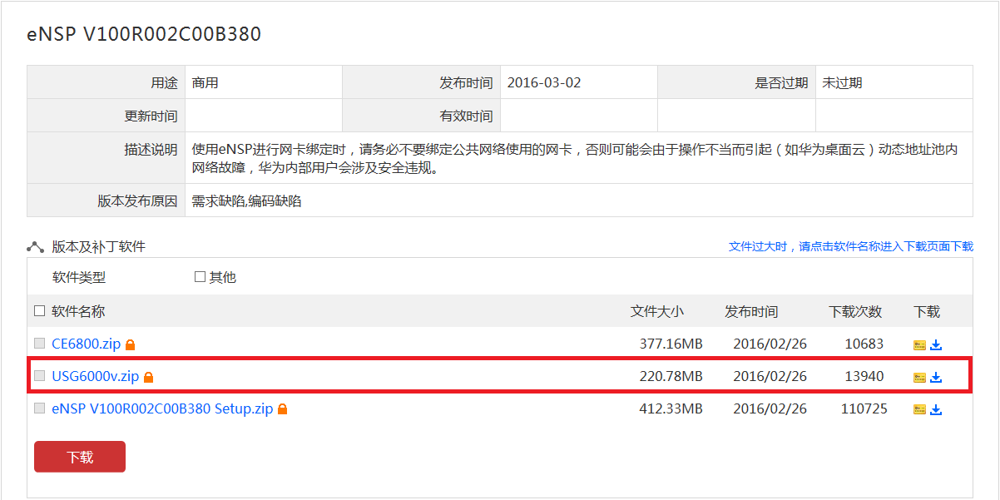 eNSP V100R002C00B380
用途 商用 发布时间 2016-03-02 是否过期 未过期
更新时间 有效时间
描述说明 使用eNSP进行网卡绑定时，请务必不要绑定公共网络使用的网卡，否则可能会由于操作不当而引起（如华为桌面云）动态地址池内
网络故障，华为内部用户会涉及安全违规。
版本发布原因 需求缺陷,编码缺陷
版本及补丁软件 文件过大时，请点击软件名称进入下载页面下载
软件类型 其他
软件名称 文件大小 发布时间 下载次数 下载
CE6800.zip 377.16MB 2016/02/26 10683
USG6000v.zip 220.78MB 2016/02/26 13940
eNSP V100R002C00B380 Setup.zip 412.33MB 2016/02/26 110725
下载